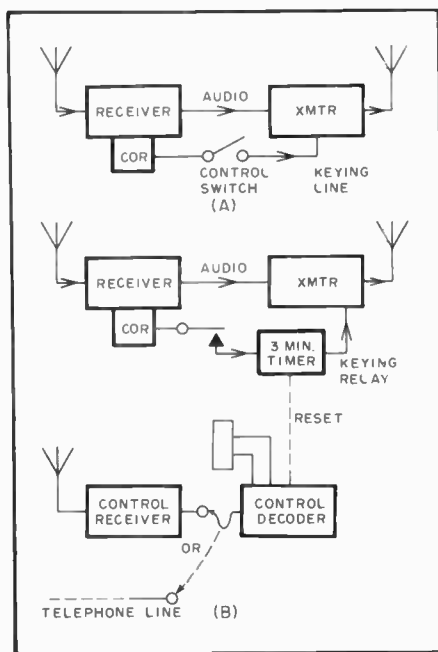 RECEIVER
AUDIO
XMTR
COR
CONTROL
SWITCH
(A)
KEYING
LINE
RECEIVER
AUDIO
XMTR
COR
3 MIN.
TIMER
KEYING
RELAY
RESET
CONTROL
RECEIVER
CONTROL
DECODER
OR
TELEPHONE LINE
(B)